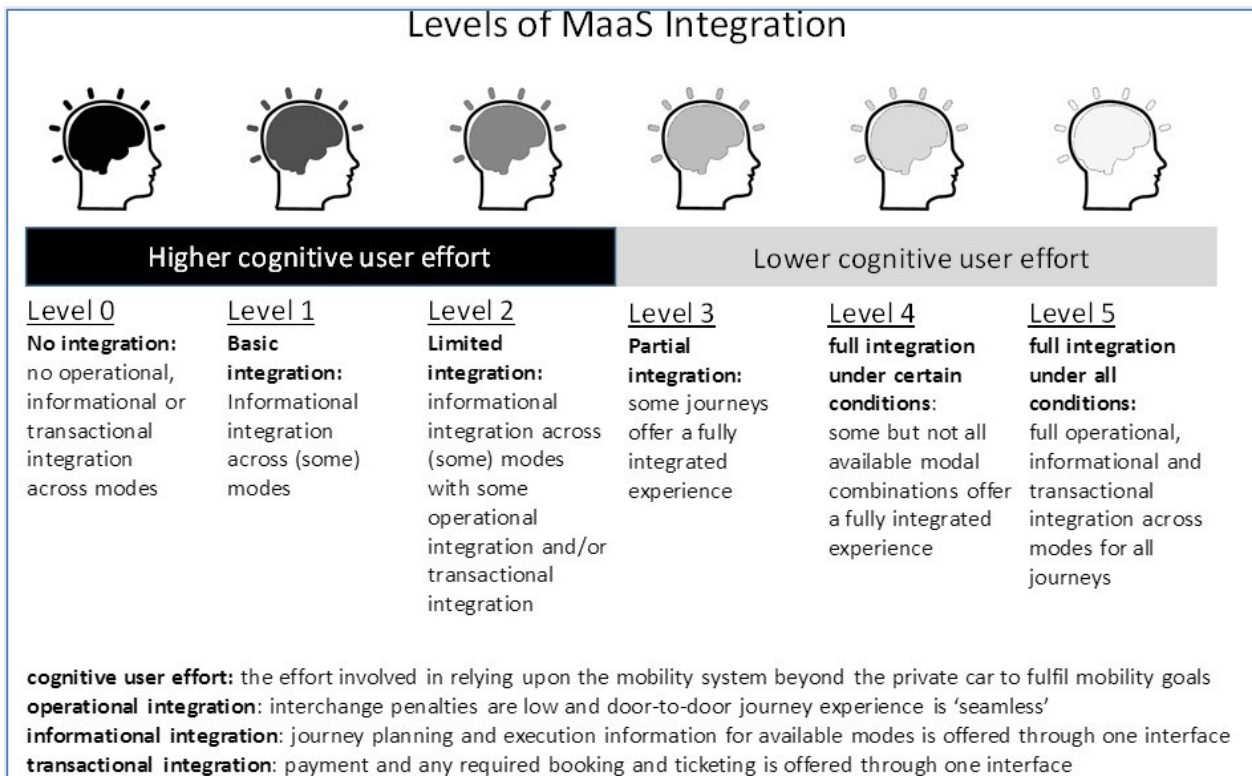 Levels of MaaS Integration
Higher cognitive user effort
Lower cognitive user effort
Level 0
No integration:
no operational,
informational or
transactional
integration
across modes
Level 1
Basic
integration:
Informational
integration
across (some)
modes
Level 2
Limited
integration:
informational
integration across
(some) modes
with some
operational
integration and/or
transactional
integration
Level 3
Partial
integration:
some journeys
offer a fully
integrated
experience
Level 4
full integration
under certain
conditions:
some but not all
available modal
combinations offer
a fully integrated
experience
Level 5
full integration
under all
conditions:
full operational,
informational and
transactional
integration across
modes for all
journeys
cognitive user effort: the effort involved in relying upon the mobility system beyond the private car to fulfil mobility goals
operational integration: interchange penalties are low and door-to-door journey experience is ‘seamless’
informational integration: journey planning and execution information for available modes is offered through one interface
transactional integration: payment and any required booking and ticketing is offered through one interface